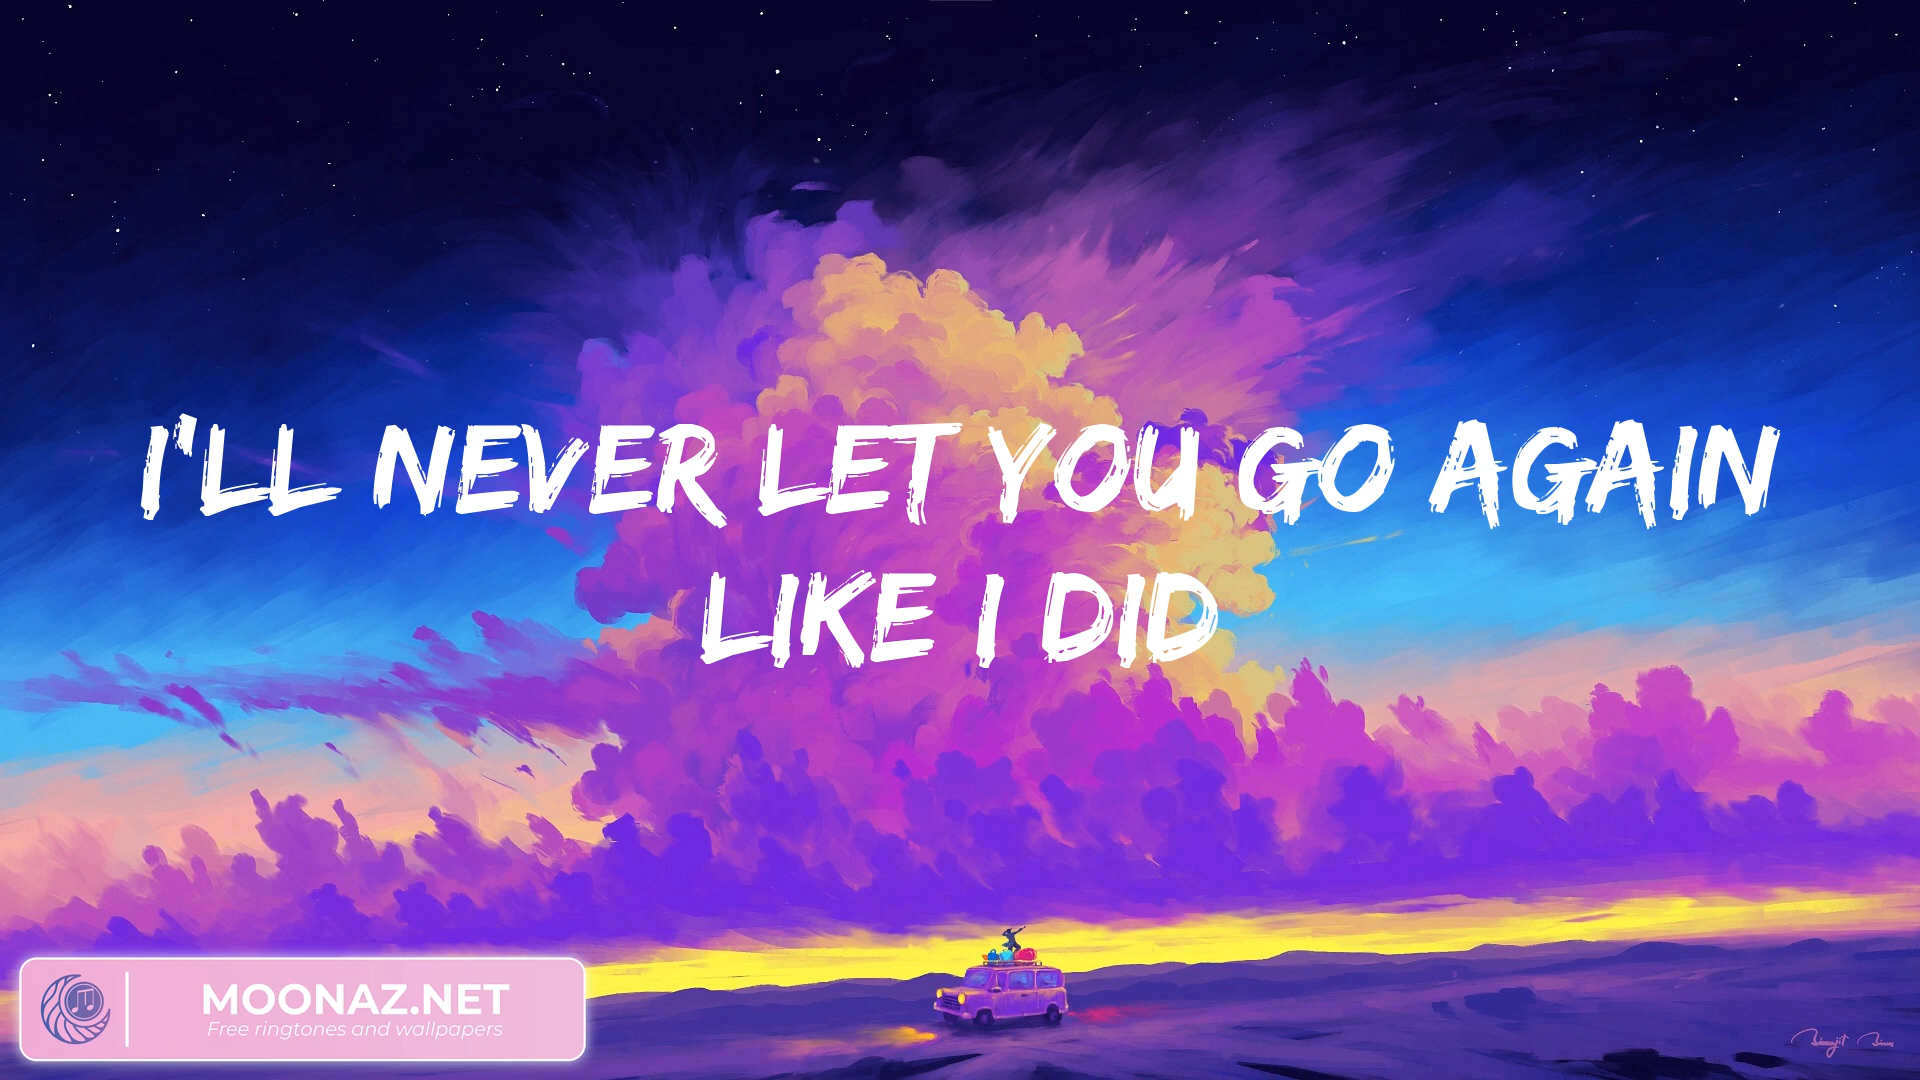 I'LL NEVER LET YOU GO AGAIN
LIKE I DID
MOONAZ.NET
Free ringtones and wallpapers